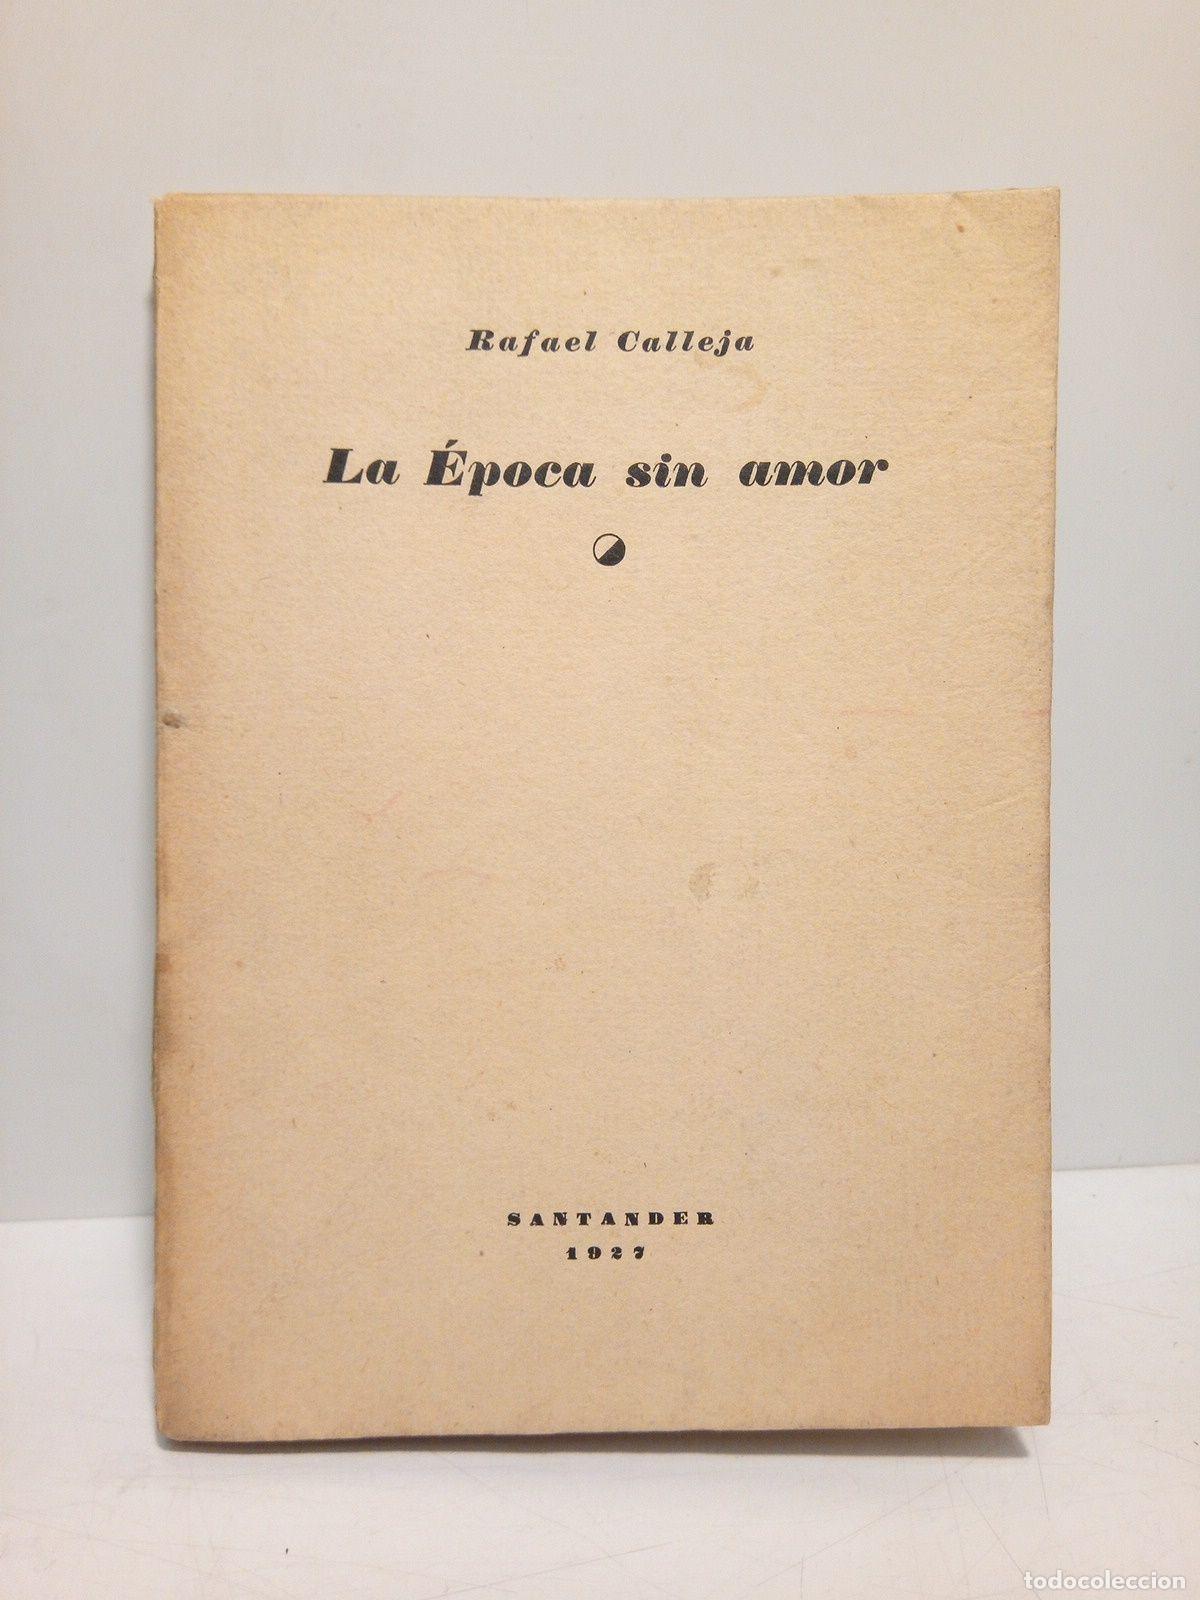 Rafael Calleja
La Época sin amor
SANTANDER
1927
todocoleccion